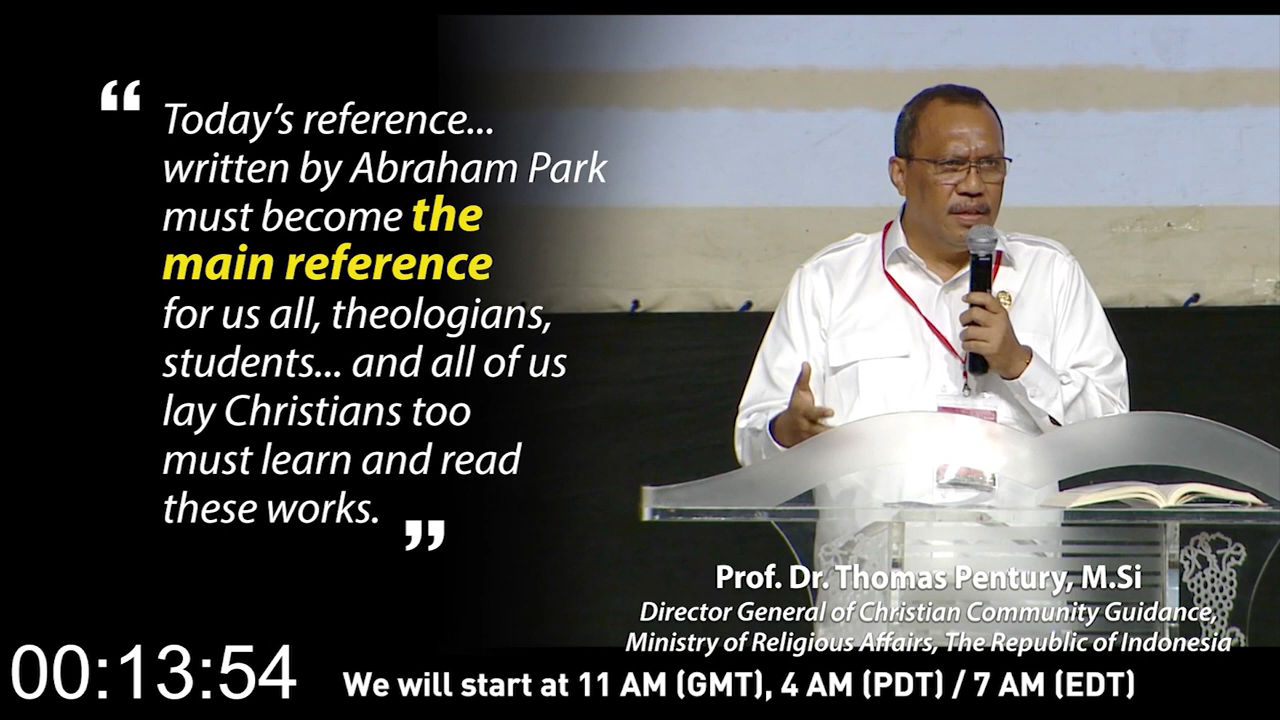 “ Today’s reference...
written by Abraham Park
must become the
main reference
for us all, theologians,
students... and all of us
lay Christians too
must learn and read
these works. ”
Prof. Dr. Thomas Pentury, M.Si
Director General of Christian Community Guidance,
Ministry of Religious Affairs, The Republic of Indonesia
00:13:54
We will start at 11 AM (GMT), 4 AM (PDT) / 7 AM (EDT)